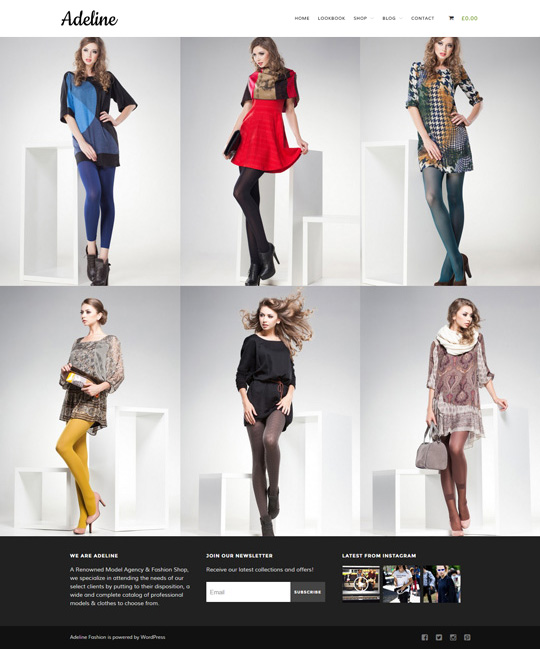 Adeline
HOME LOOKBOOK SHOP BLOG CONTACT £0.00
WE ARE ADELINE
A Renowned Model Agency & Fashion Shop,
we specialize in attending the needs of our
select clients by putting to their disposition, a
wide and complete catalog of professional
models & clothes to choose from.
JOIN OUR NEWSLETTER
Receive our latest collections and offers!
Email SUBSCRIBE
LATEST FROM INSTAGRAM
Adeline Fashion is powered by WordPress